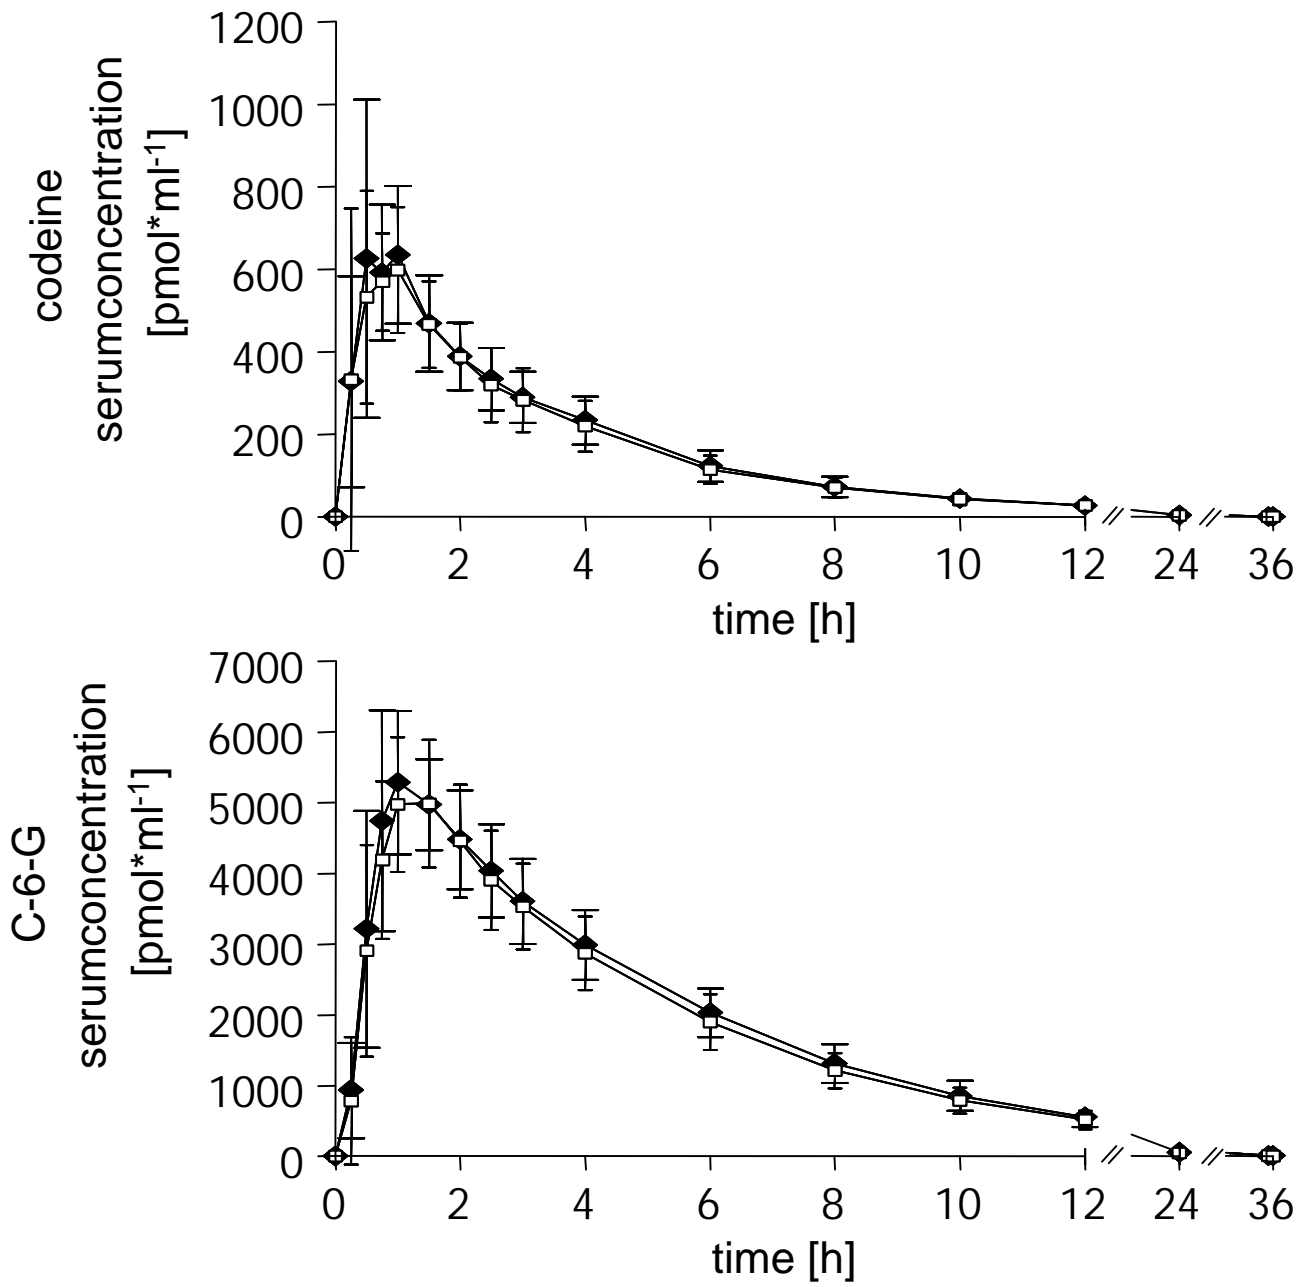 codeine
serumconcentration
[pmol*ml-1]
1200
1000
800
600
400
200
0
0 2 4 6 8 10 12 // 24 // 36
time [h]
C-6-G
serumconcentration
[pmol*ml-1]
7000
6000
5000
4000
3000
2000
1000
0
0 2 4 6 8 10 12 // 24 // 36
time [h]